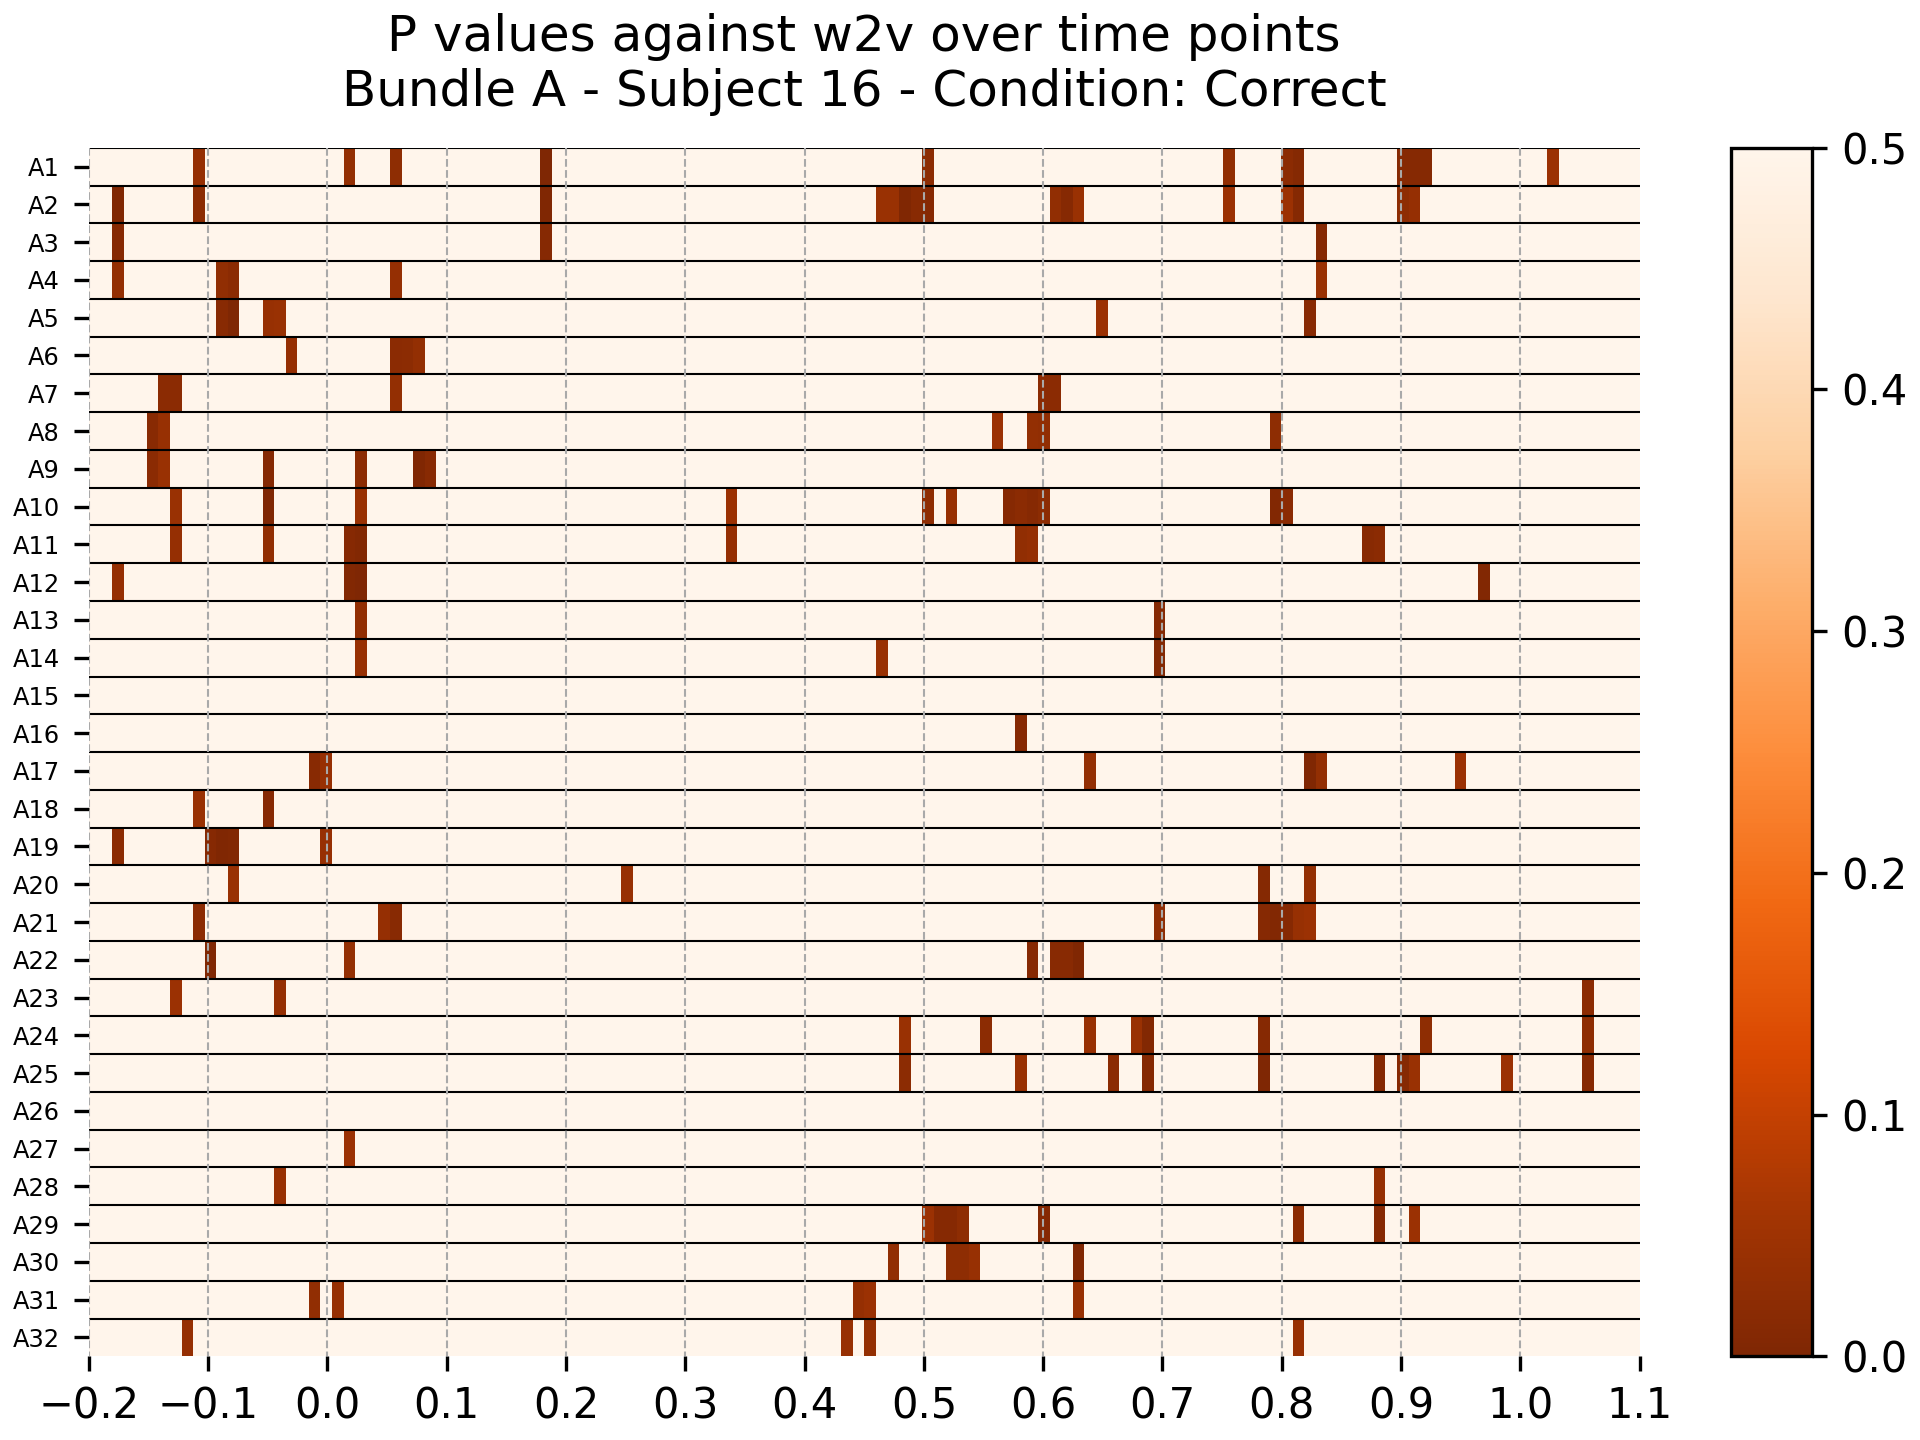 P values against w2v over time points
Bundle A - Subject 16 - Condition: Correct
A1
A2
A3
A4
A5
A6
A7
A8
A9
A10
A11
A12
A13
A14
A15
A16
A17
A18
A19
A20
A21
A22
A23
A24
A25
A26
A27
A28
A29
A30
A31
A32
−0.2 −0.1 0.0 0.1 0.2 0.3 0.4 0.5 0.6 0.7 0.8 0.9 1.0 1.1
0.5
0.4
0.3
0.2
0.1
0.0